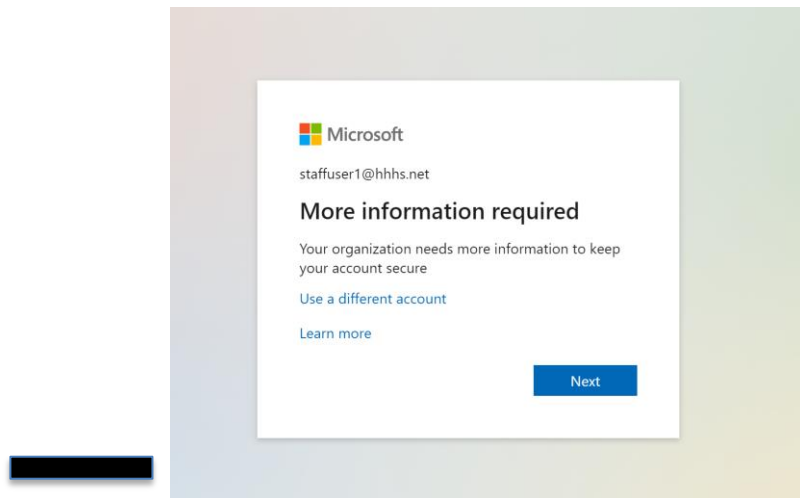 Microsoft
staffuser1@hhhs.net
More information required
Your organization needs more information to keep
your account secure
Use a different account
Learn more
Next